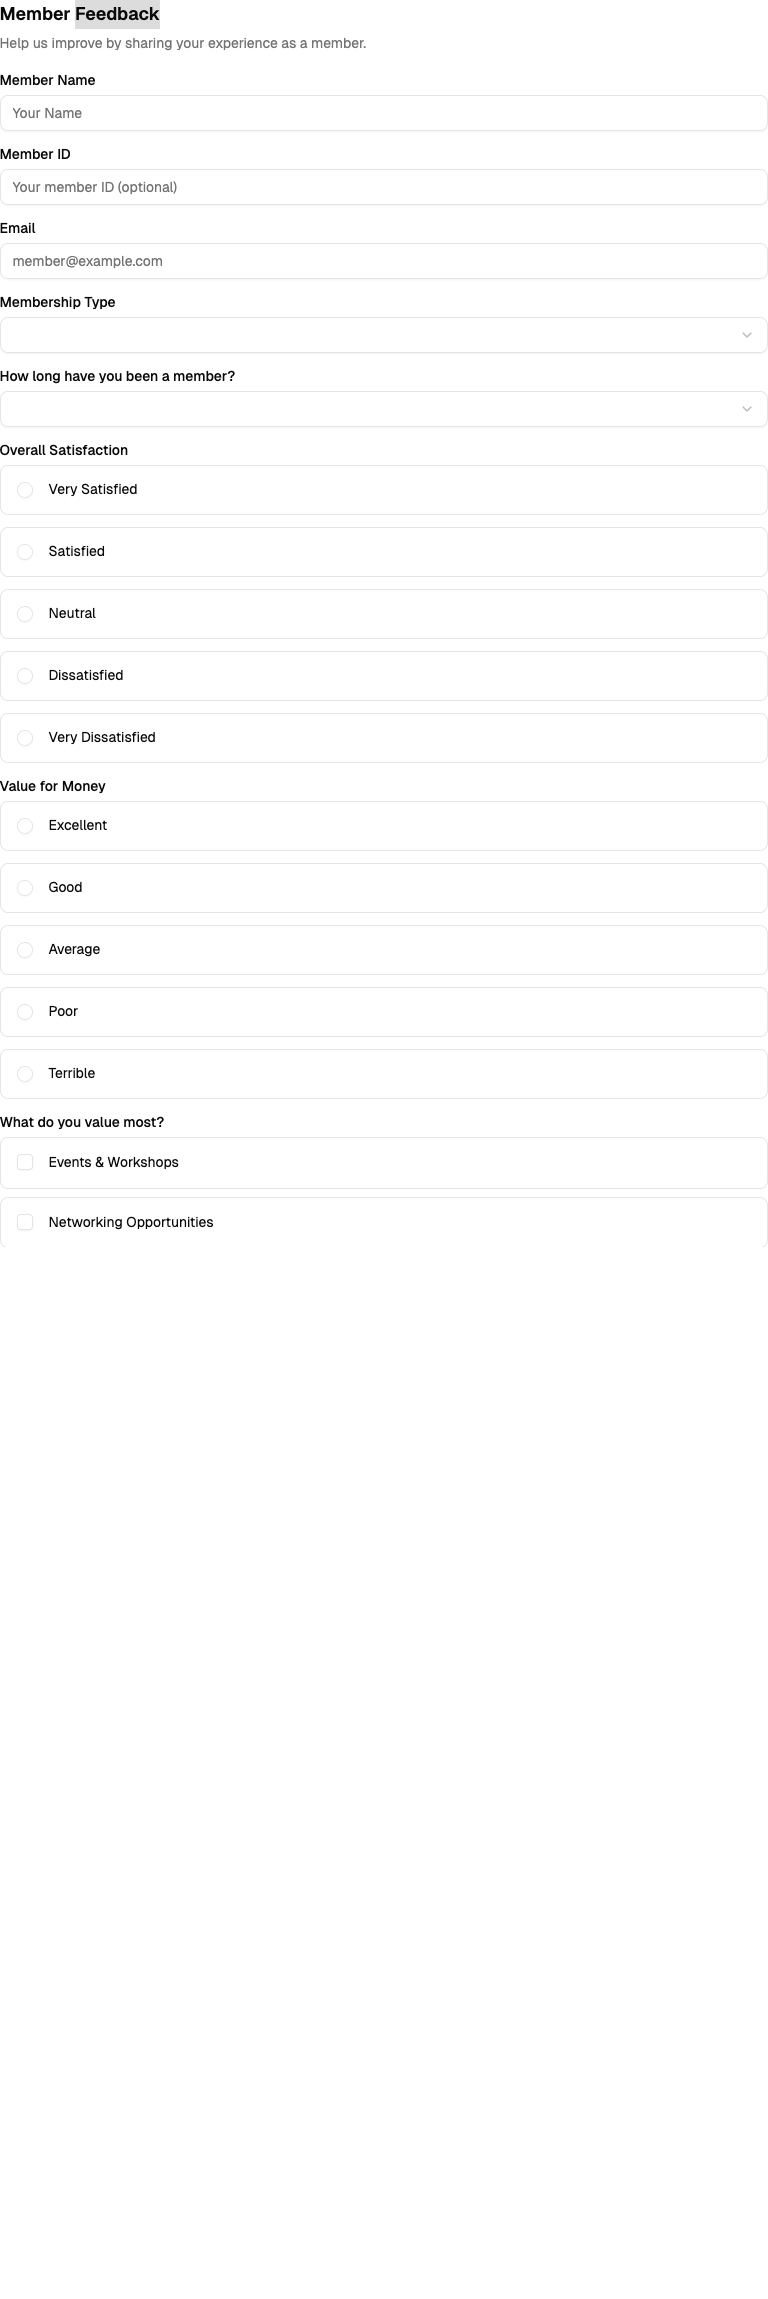 Member Feedback
Help us improve by sharing your experience as a member.
Member Name
Your Name
Member ID
Your member ID (optional)
Email
member@example.com
Membership Type
How long have you been a member?
Overall Satisfaction
Very Satisfied
Satisfied
Neutral
Dissatisfied
Very Dissatisfied
Value for Money
Excellent
Good
Average
Poor
Terrible
What do you value most?
Events & Workshops
Networking Opportunities